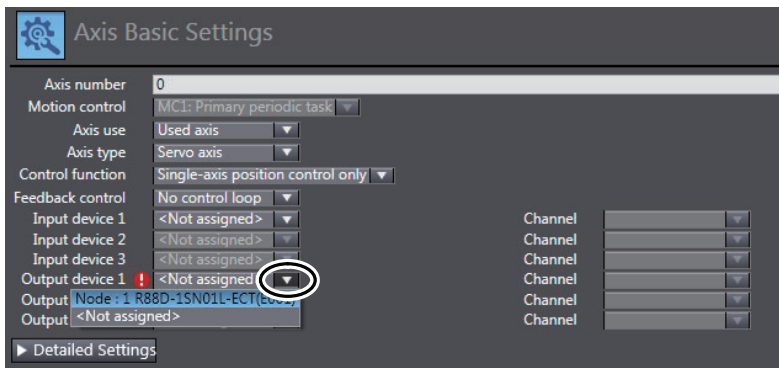 Axis Basic Settings
Axis number 0
Motion control MC1: Primary periodic task
Axis use Used axis
Axis type Servo axis
Control function Single-axis position control only
Feedback control No control loop
Input device 1 <Not assigned> Channel
Input device 2 <Not assigned> Channel
Input device 3 <Not assigned> Channel
Output device 1 <Not assigned Channel
Output Node : 1 R88D-1SN01L-ECT(E001) Channel
Output <Not assigned> Channel
Detailed Settings